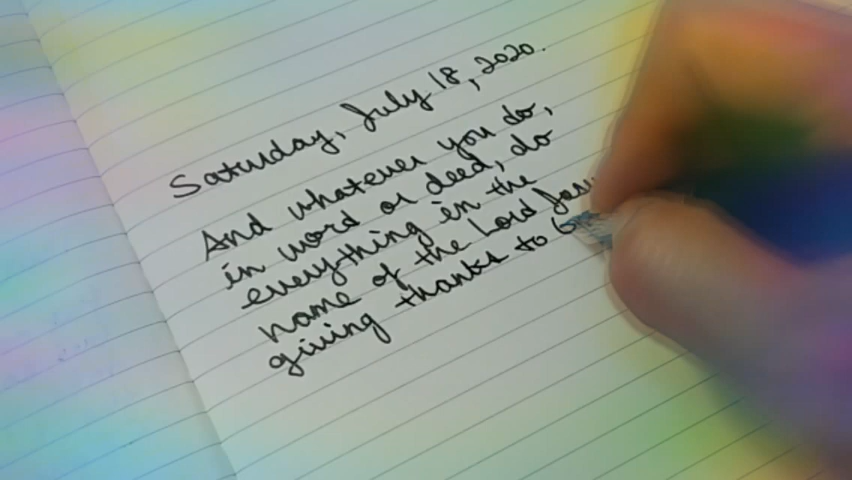 Saturday, July 18, 2020.
And whatever you do,
in word or deed, do
everything in the
name of the Lord
giving thanks to